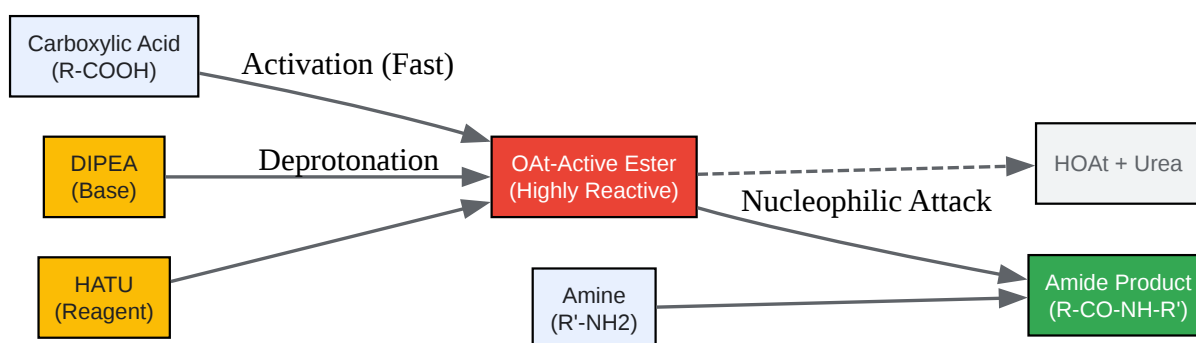 Carboxylic Acid
(R-COOH)
Activation (Fast)
DIPEA
(Base)
Deprotonation
OAt-Active Ester
(Highly Reactive)
HOAt + Urea
Nucleophilic Attack
HATU
(Reagent)
Amine
(R'-NH2)
Amide Product
(R-CO-NH-R')